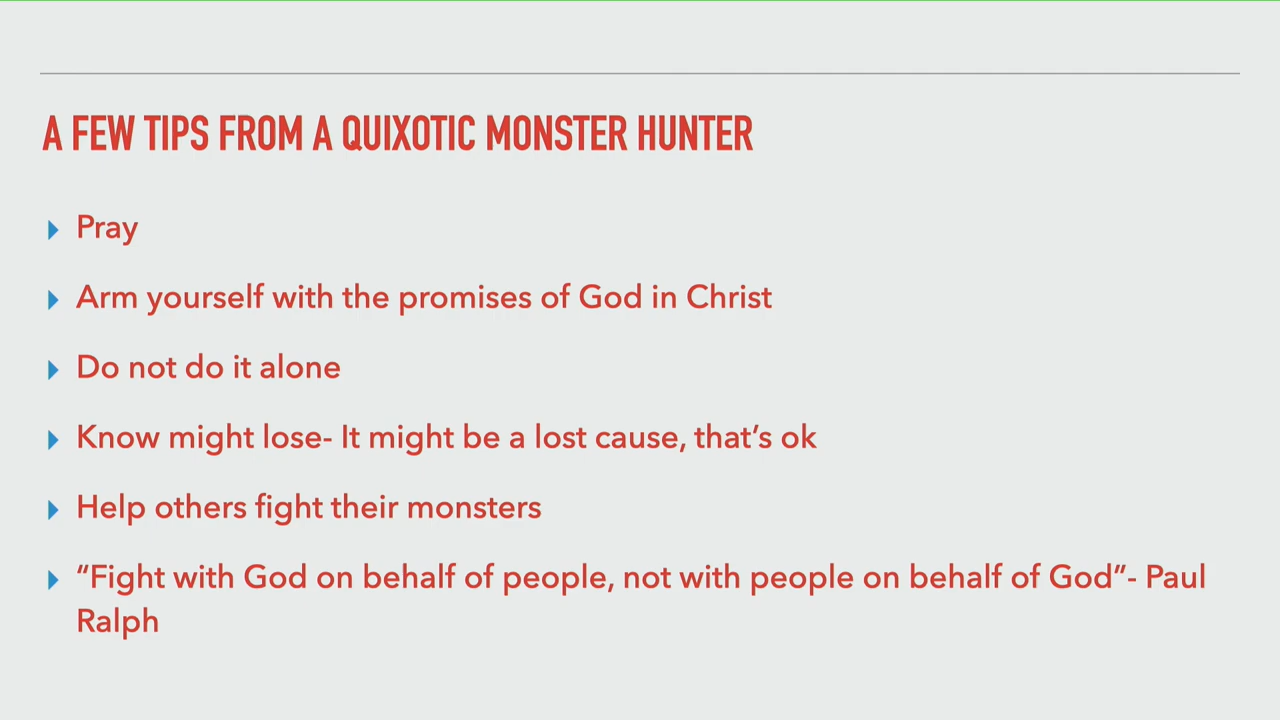 A FEW TIPS FROM A QUIXOTIC MONSTER HUNTER
Pray
Arm yourself with the promises of God in Christ
Do not do it alone
Know might lose- It might be a lost cause, that’s ok
Help others fight their monsters
“Fight with God on behalf of people, not with people on behalf of God”- Paul
Ralph